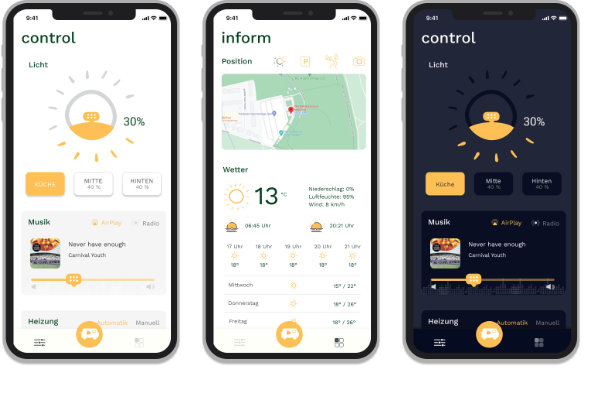 9:41
control
Licht
30%
KÜCHE
MITTE
40 %
HINTEN
40 %
Musik
AirPlay
Radio
Never have enough
Carnival Youth
Heizung
Automatik
Manuell
9:41
inform
Position
P
Wetter
13 °C
Niederschlag: 0%
Luftfeuchte: 96%
Wind: 8 km/h
06:45 Uhr
20:21 Uhr
17 Uhr
18 Uhr
19 Uhr
20 Uhr
21 Uhr
18°
18°
18°
18°
18°
Mittwoch
15° / 22°
Donnerstag
18° / 26°
Freitag
18° / 26°
9:41
control
Licht
30%
Küche
Mitte
40 %
Hinten
40 %
Musik
AirPlay
Radio
Never have enough
Carnival Youth
Heizung
Automatik
Manuell